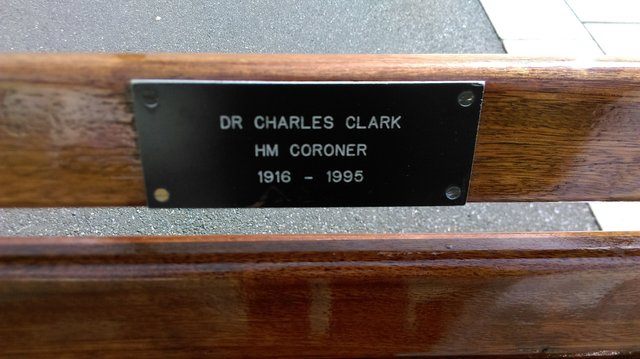 DR CHARLES CLARK
HM CORONER
1916 - 1995